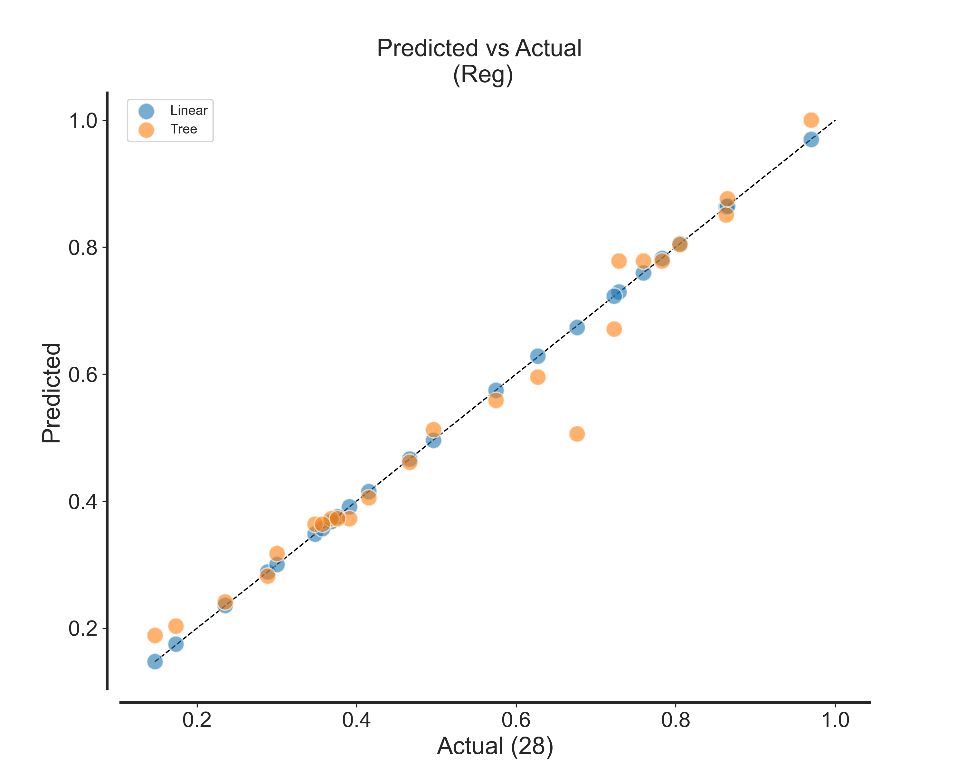 Predicted vs Actual
(Reg)
Linear
Tree
1.0
0.8
0.6
0.4
0.2
Predicted
0.2 0.4 0.6 0.8 1.0
Actual (28)